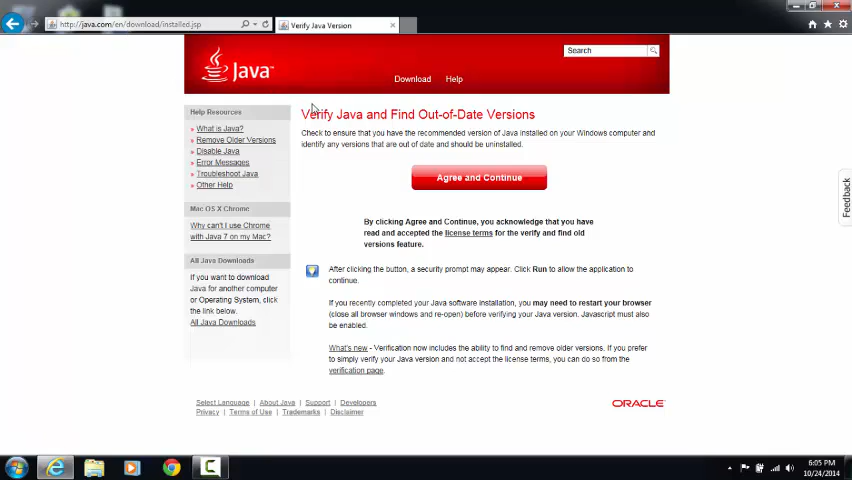 http://java.com/en/download/installed.jsp
Verify Java Version
Java™
Search
Download Help
Help Resources
What is Java?
Remove Older Versions
Disable Java
Error Messages
Troubleshoot Java
Other Help
Mac OS X Chrome
Why can't I use Chrome
with Java 7 on my Mac?
All Java Downloads
If you want to download
Java for another computer
or Operating System, click
the link below.
All Java Downloads
Verify Java and Find Out-of-Date Versions
Check to ensure that you have the recommended version of Java installed on your Windows computer and
identify any versions that are out of date and should be uninstalled.
Agree and Continue
By clicking Agree and Continue, you acknowledge that you have
read and accepted the license terms for the verify and find old
versions feature.
After clicking the button, a security prompt may appear. Click Run to allow the application to
continue.
If you recently completed your Java software installation, you may need to restart your browser
(close all browser windows and re-open) before verifying your Java version. Javascript must also
be enabled.
What's new - Verification now includes the ability to find and remove older versions. If you prefer
to simply verify your Java version and not accept the license terms, you can do so from the
verification page.
Feedback
Select Language | About Java | Support | Developers
Privacy | Terms of Use | Trademarks | Disclaimer
ORACLE
6:05 PM
10/24/2014